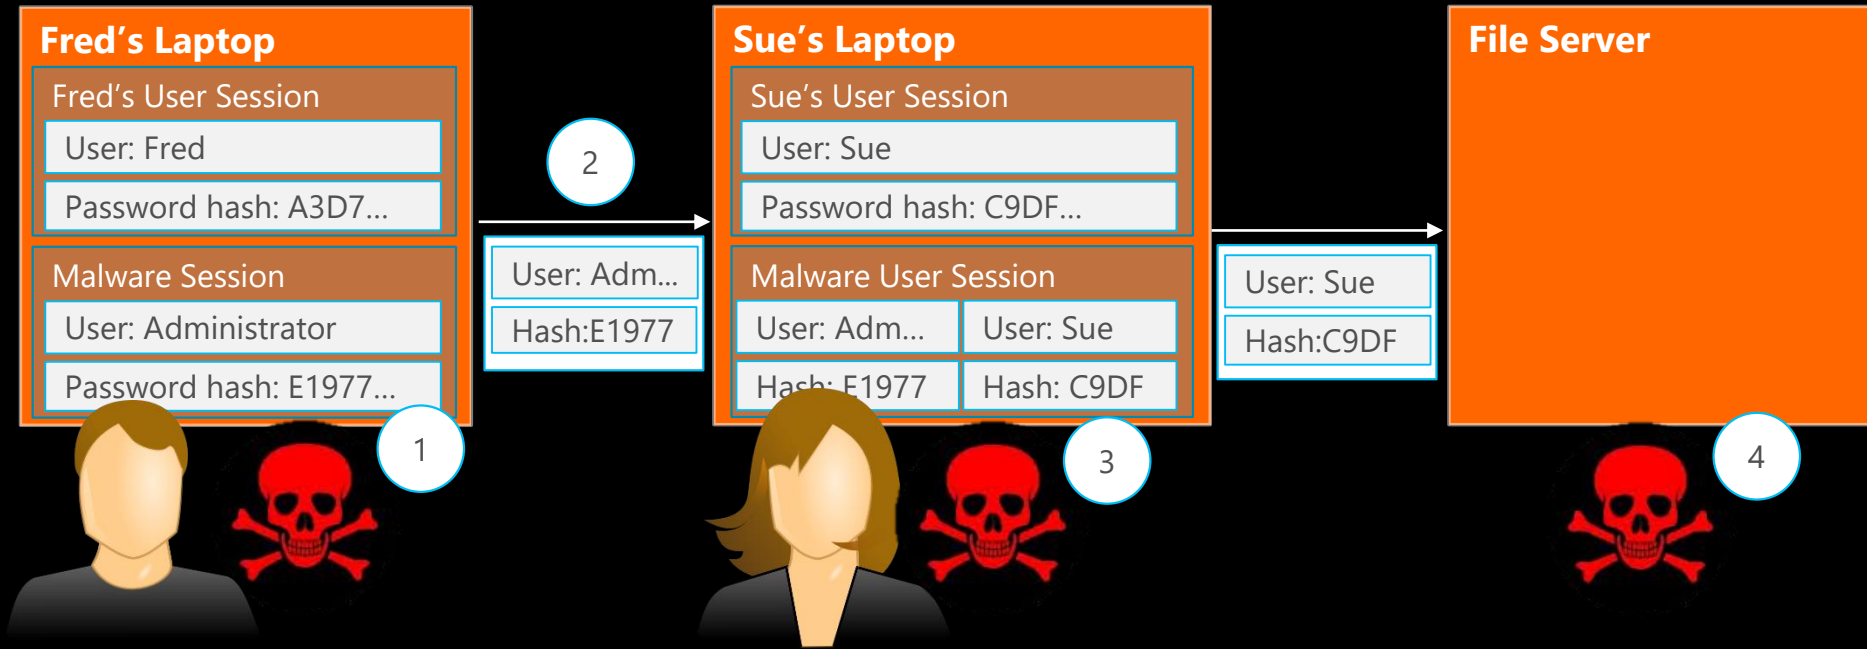 Fred's Laptop
Fred's User Session
User: Fred
Password hash: A3D7...
Malware Session
User: Administrator
Password hash: E1977...
1
2
User: Adm...
Hash:E1977
Sue's Laptop
Sue's User Session
User: Sue
Password hash: C9DF...
Malware User Session
User: Adm...
User: Sue
Hash: E1977
Hash: C9DF
3
User: Sue
Hash:C9DF
File Server
4